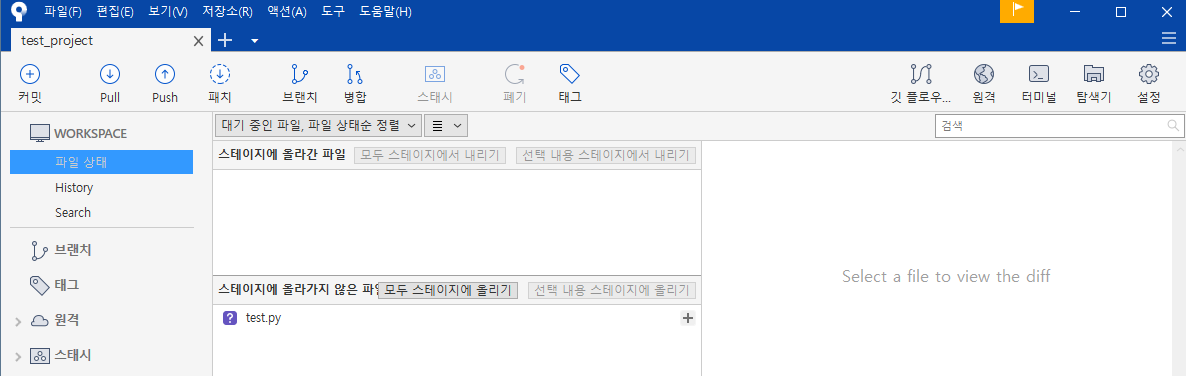 파일(F) 편집(E) 보기(V) 저장소(R) 액션(A) 도구 도움말(H)
test_project
커밋 Pull Push 패치 브랜치 병합 스태시 폐기 태그 깃 플로우... 원격 터미널 탐색기 설정
WORKSPACE
파일 상태
History
Search
브랜치
태그
원격
스태시
대기 중인 파일, 파일 상태순 정렬
검색
스테이지에 올라간 파일 모두 스테이지에서 내리기 선택 내용 스테이지에서 내리기
스테이지에 올라가지 않은 파일 모두 스테이지에 올리기 선택 내용 스테이지에 올리기
? test.py
Select a file to view the diff